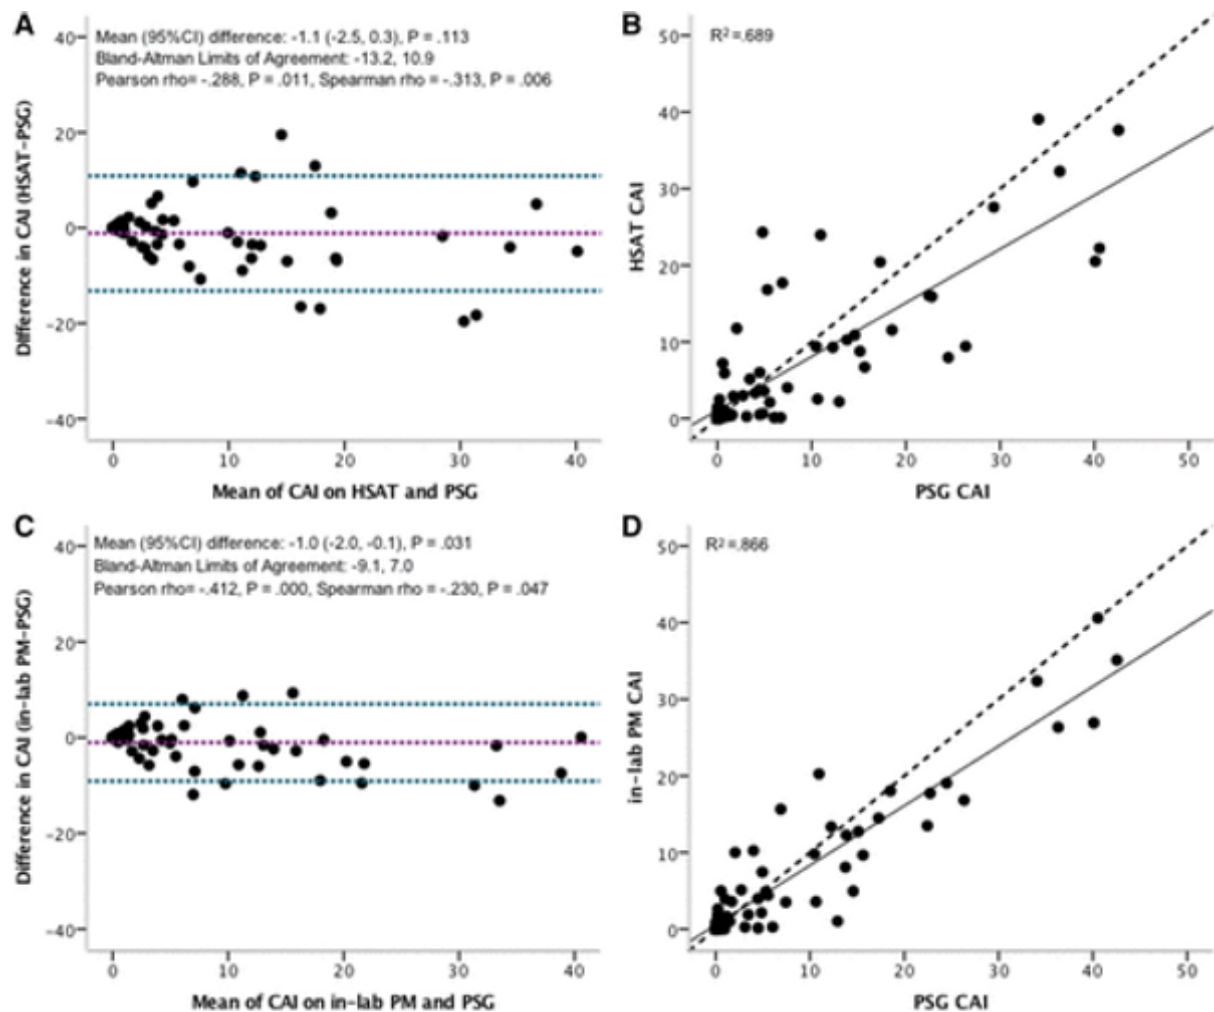 A
Mean (95%CI) difference: -1.1 (-2.5, 0.3), P = .113
Bland-Altman Limits of Agreement: -13.2, 10.9
Pearson rho= -.288, P = .011, Spearman rho = -.313, P = .006
Difference in CAI (HSAT-PSG)
40
20
0
-20
-40
0 10 20 30 40
Mean of CAI on HSAT and PSG
B
R²=.689
HSAT CAI
50
40
30
20
10
0
0 10 20 30 40 50
PSG CAI
C
Mean (95%CI) difference: -1.0 (-2.0, -0.1), P = .031
Bland-Altman Limits of Agreement: -9.1, 7.0
Pearson rho= -.412, P = .000, Spearman rho = -.230, P = .047
Difference in CAI (in-lab PM-PSG)
40
20
0
-20
-40
0 10 20 30 40
Mean of CAI on in-lab PM and PSG
D
R²=.866
in-lab PM CAI
50
40
30
20
10
0
0 10 20 30 40 50
PSG CAI